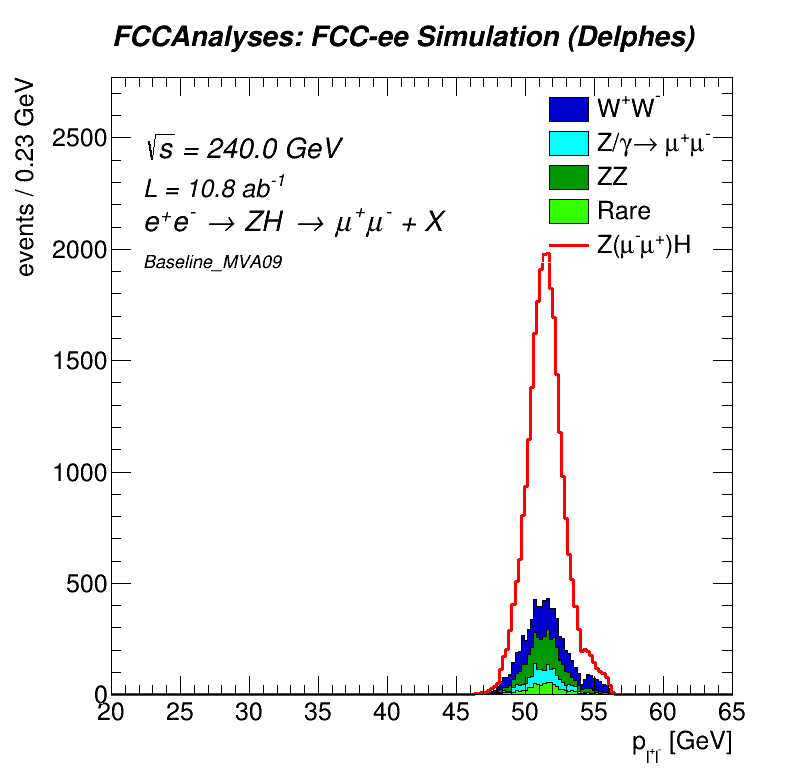 FCCAnalyses: FCC-ee Simulation (Delphes)
events / 0.23 GeV
2500
2000
1500
1000
500
0
√s = 240.0 GeV
L = 10.8 ab⁻¹
e⁺e⁻ → ZH → μ⁺μ⁻ + X
Baseline_MVA09
W⁺W⁻
Z/γ→ μ⁺μ⁻
ZZ
Rare
Z(μ⁻μ⁺)H
20 25 30 35 40 45 50 55 60 65
p_l⁺l⁻ [GeV]